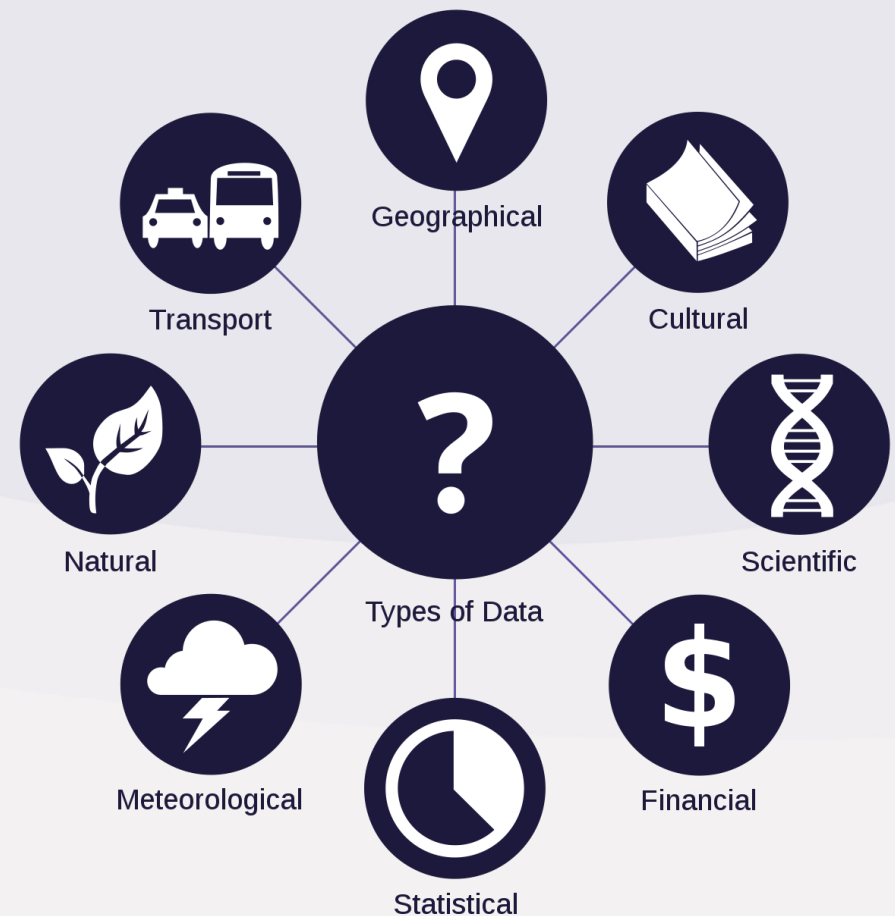 Geographical
Transport
Cultural
?
Natural
Scientific
Types of Data
$
Meteorological
Financial
Statistical